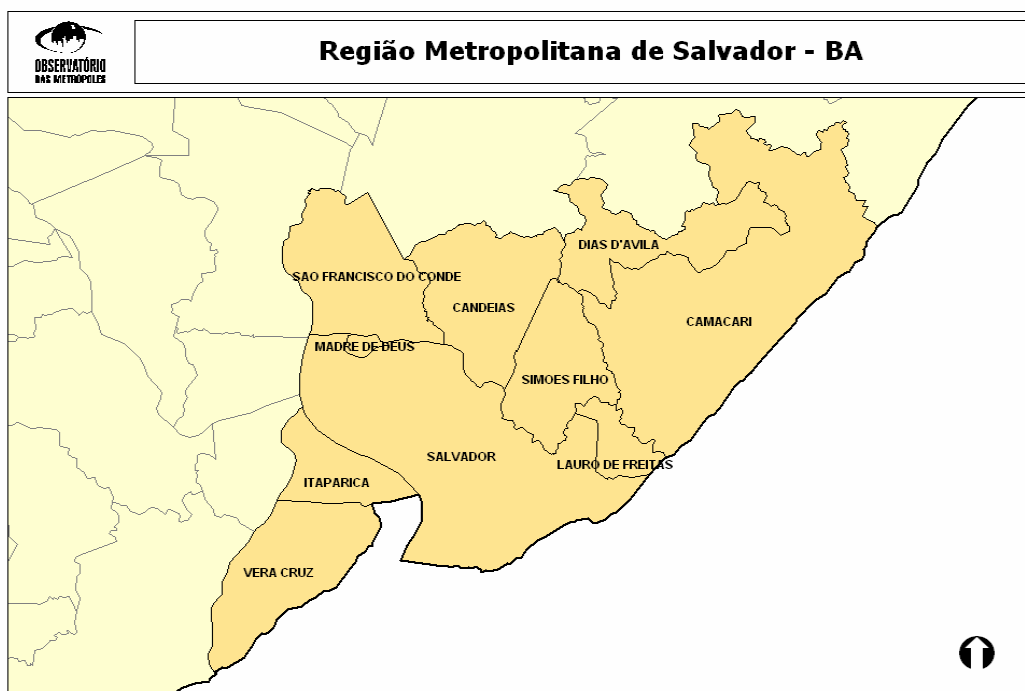 OBSERVATÓRIO
DAS METRÓPOLES
Região Metropolitana de Salvador - BA
DIAS D'AVILA
SAO FRANCISCO DO CONDE
CANDEIAS
CAMACARI
MADRE DE DEUS
SIMOES FILHO
SALVADOR
LAURO DE FREITAS
ITAPARICA
VERA CRUZ